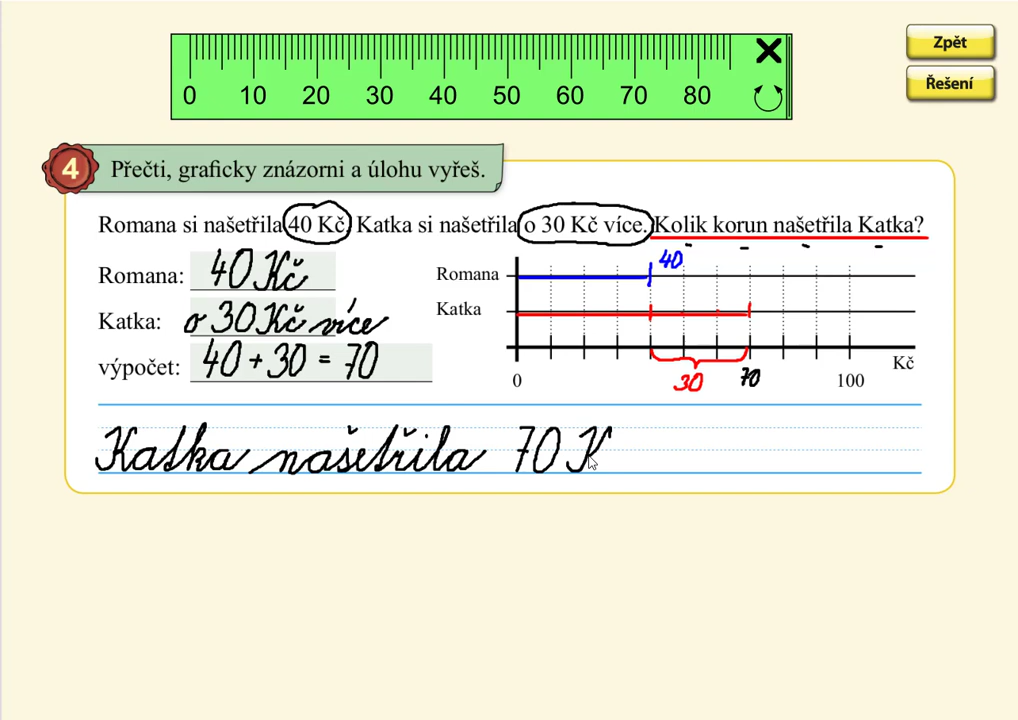 Zpět
Řešení
0 10 20 30 40 50 60 70 80
4 Přečti, graficky znázorni a úlohu vyřeš.
Romana si našetřila 40 Kč. Katka si našetřila o 30 Kč více. Kolik korun našetřila Katka?
Romana: 40 Kč
Katka: o 30 Kč více
výpočet: 40 + 30 = 70
Romana 40
Katka
Kč
0 30 70 100
Katka našetřila 70 K